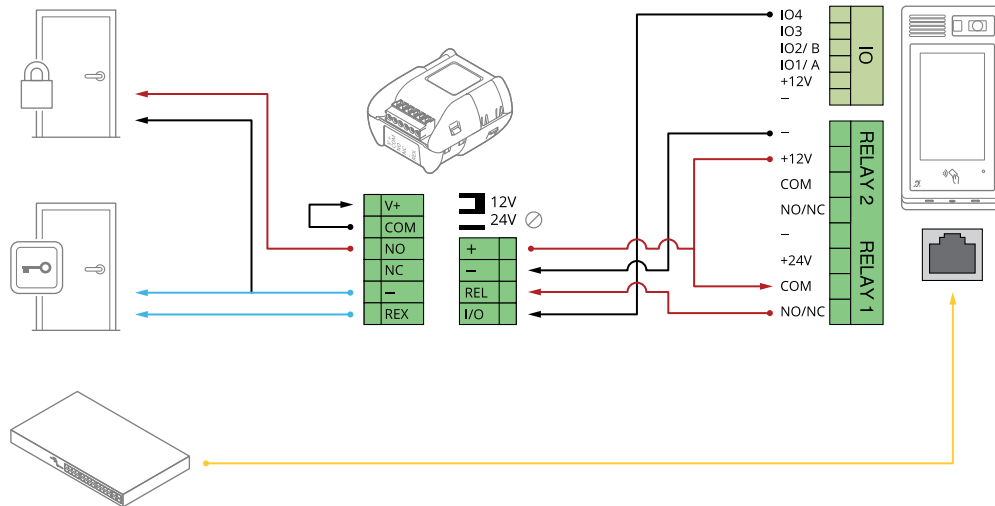 IO4
IO3
IO2/ B
IO1/ A
+12V
–
IO
–
+12V
COM
NO/NC
–
+24V
COM
NO/NC
RELAY 2
RELAY 1
V+
COM
NO
NC
–
REX
12V
24V
+
–
REL
I/O